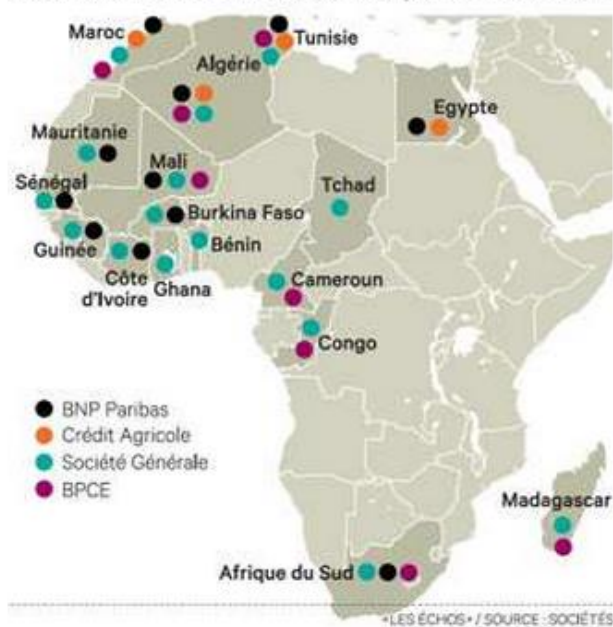 Maroc
Tunisie
Algérie
Egypte
Mauritanie
Mali
Tchad
Sénégal
Burkina Faso
Guinée
Bénin
Côte
d'Ivoire
Ghana
Cameroun
Congo
BNP Paribas
Crédit Agricole
Société Générale
BPCE
Madagascar
Afrique du Sud
«LES ÉCHOS» / SOURCE : SOCIÉTÉS